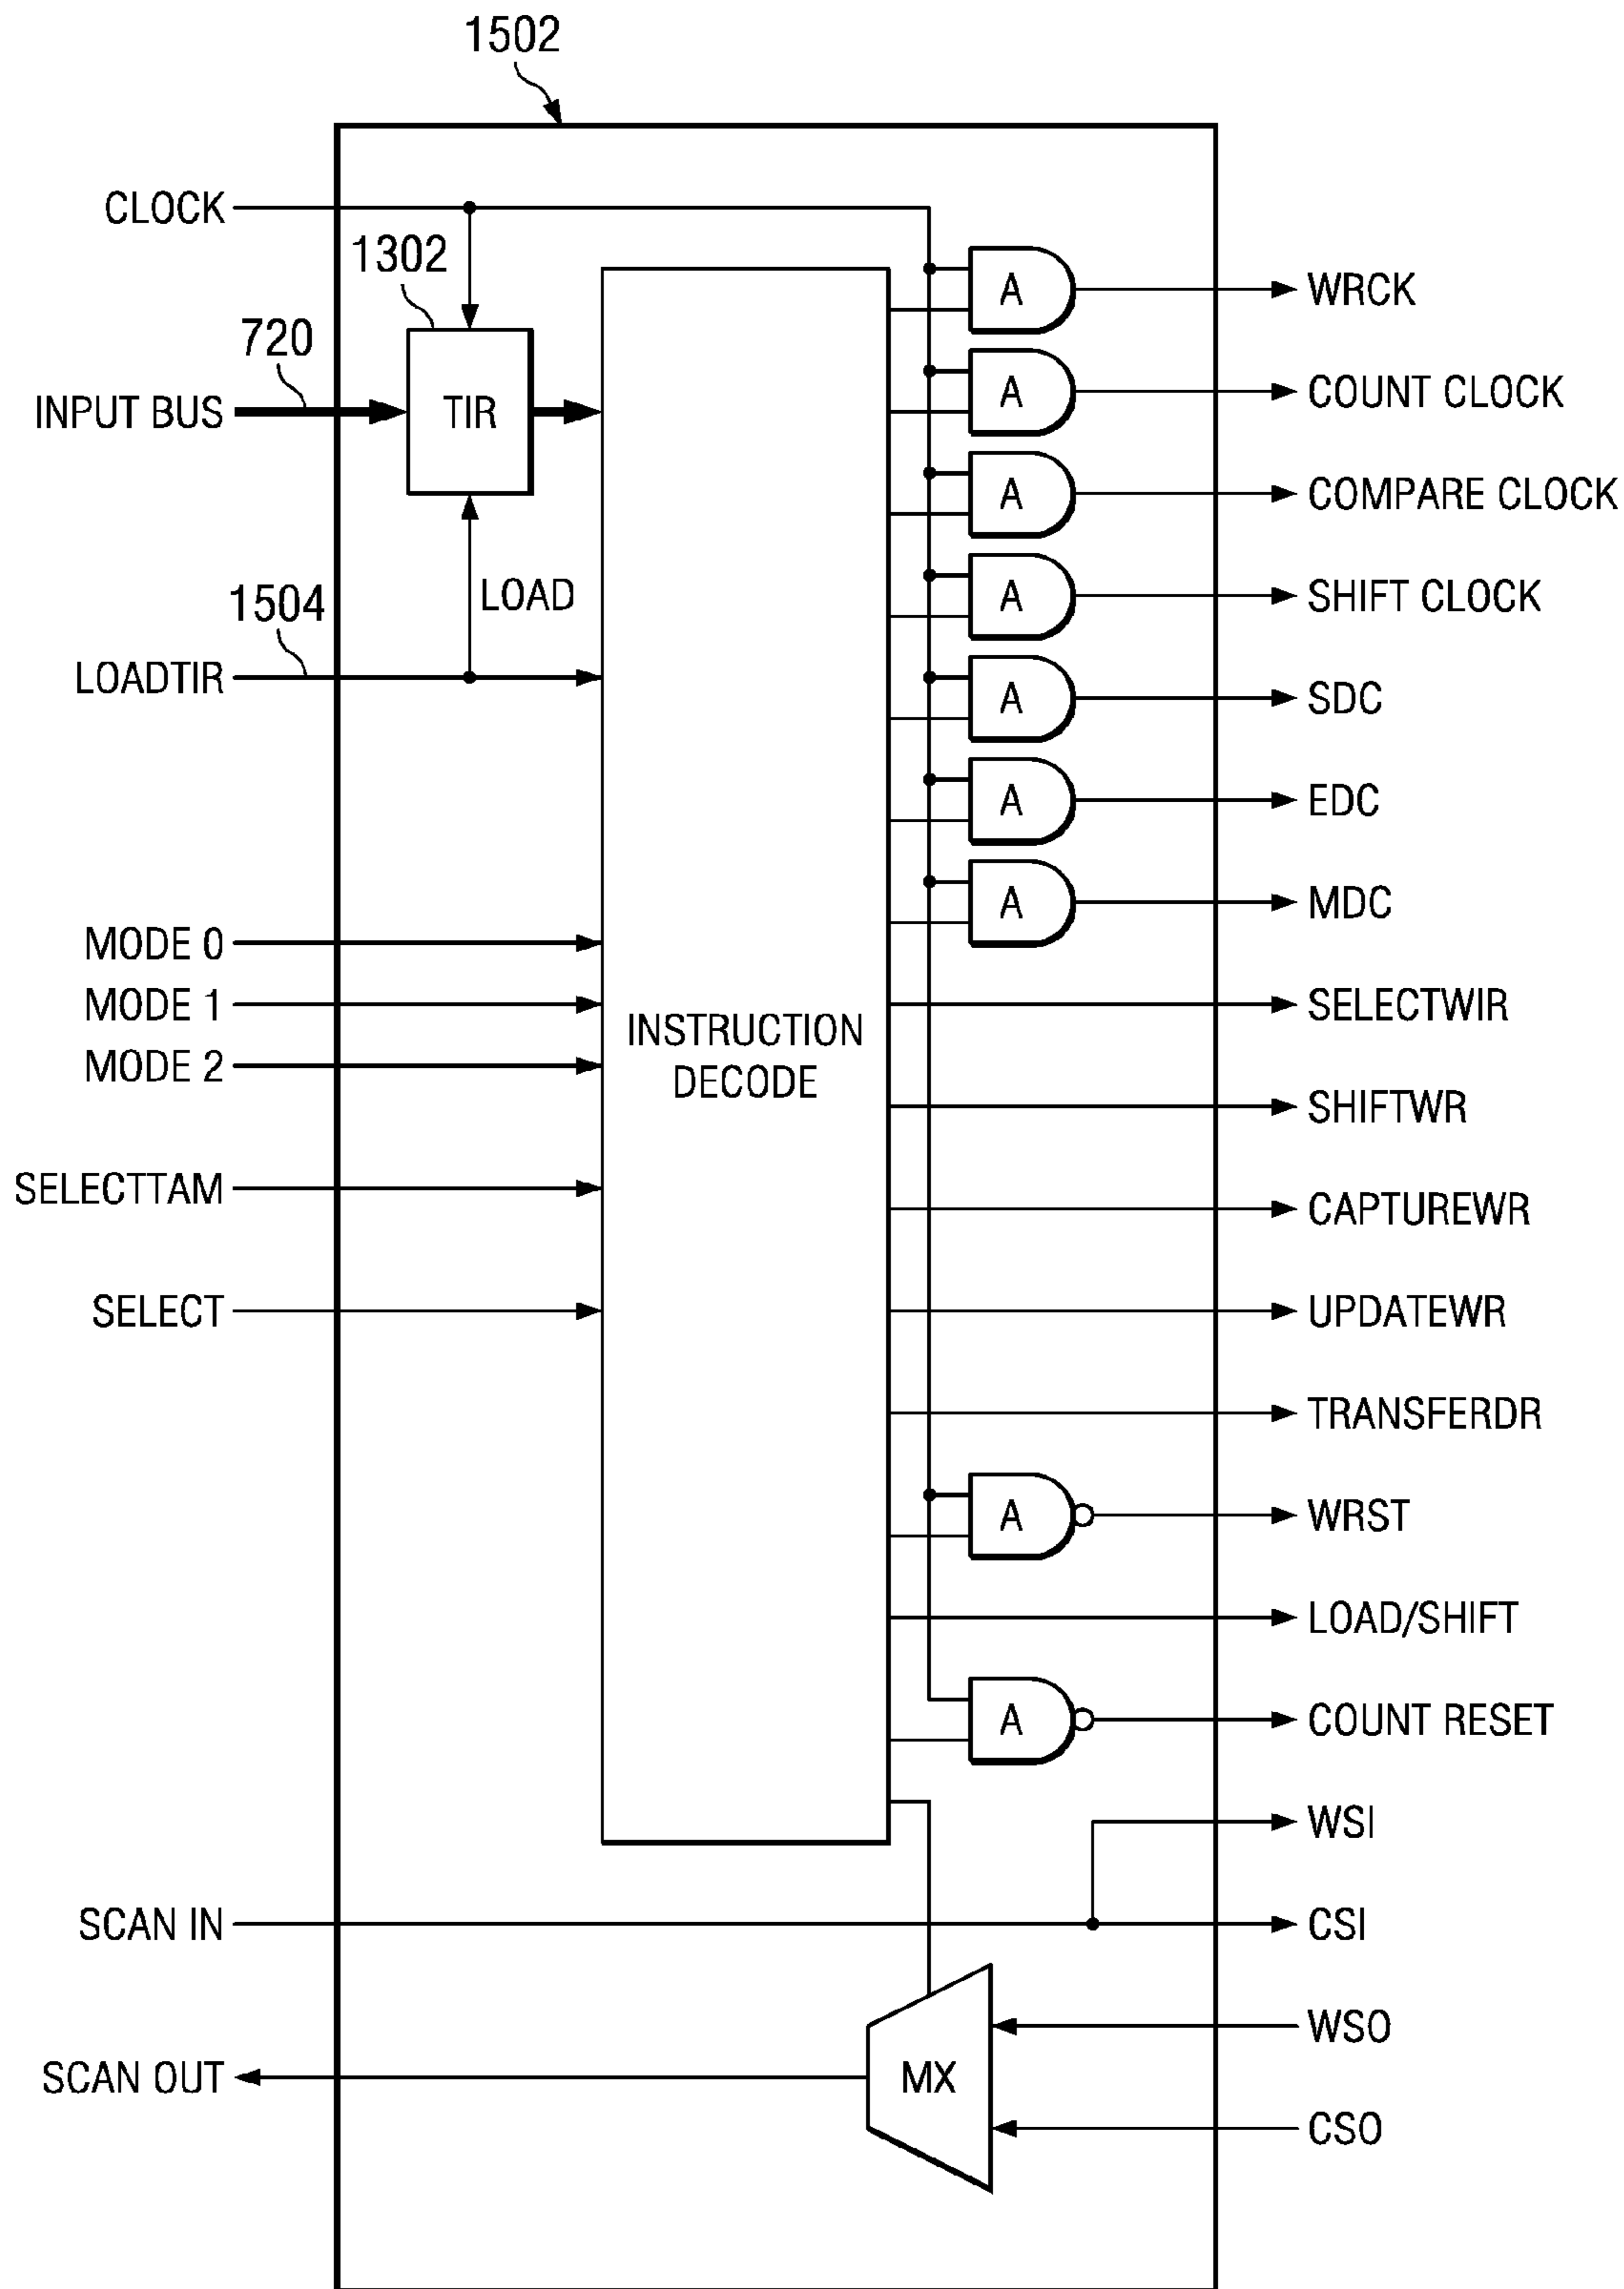 1502
CLOCK
1302
A
WRCK
720
INPUT BUS
TIR
A
COUNT CLOCK
A
COMPARE CLOCK
1504
LOAD
A
SHIFT CLOCK
LOADTIR
A
SDC
A
EDC
A
MDC
MODE 0
MODE 1
MODE 2
INSTRUCTION
DECODE
SELECTWIR
SHIFTWR
SELECTTAM
CAPTUREWR
SELECT
UPDATEWR
TRANSFERDR
A
WRST
LOAD/SHIFT
A
COUNT RESET
WSI
SCAN IN
CSI
WSO
SCAN OUT
MX
CSO